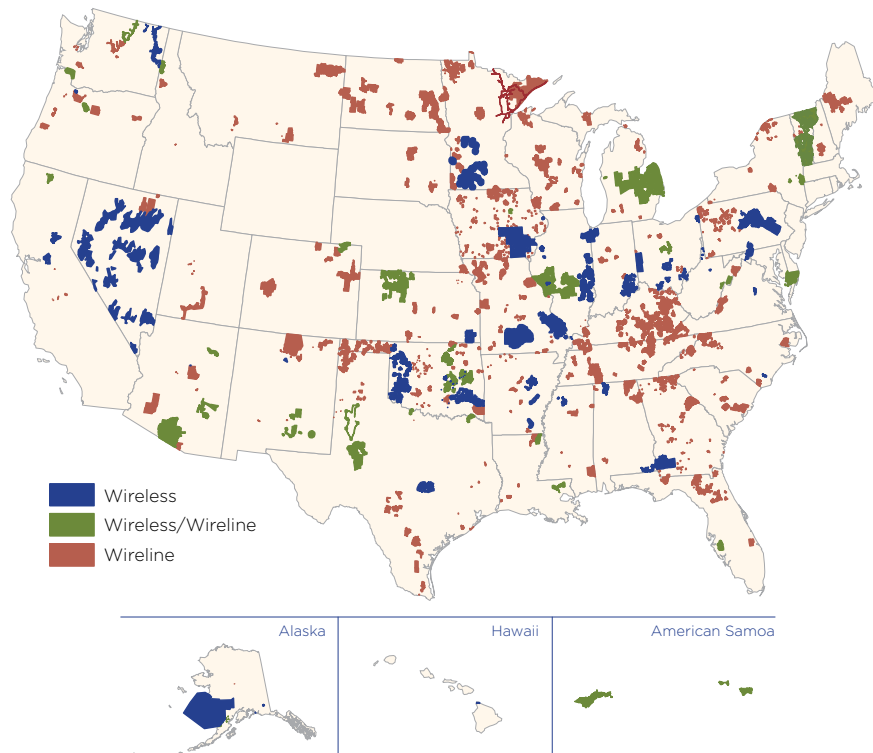 Wireless
Wireless/Wireline
Wireline
Alaska
Hawaii
American Samoa